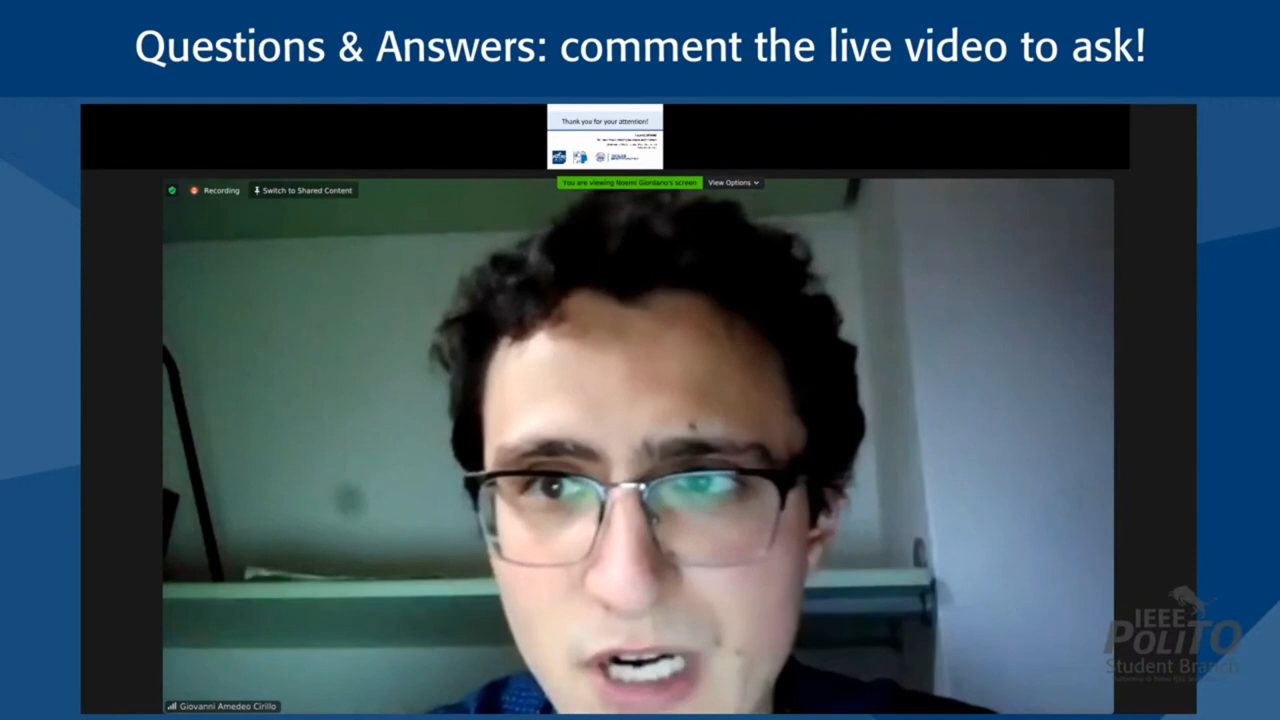 Questions & Answers: comment the live video to ask!
Thank you for your attention!
You are viewing Noemi Giordano's screen
View Options
Recording
Switch to Shared Content
Giovanni Amedeo Cirillo
IEEE
POLITO
Student Branch